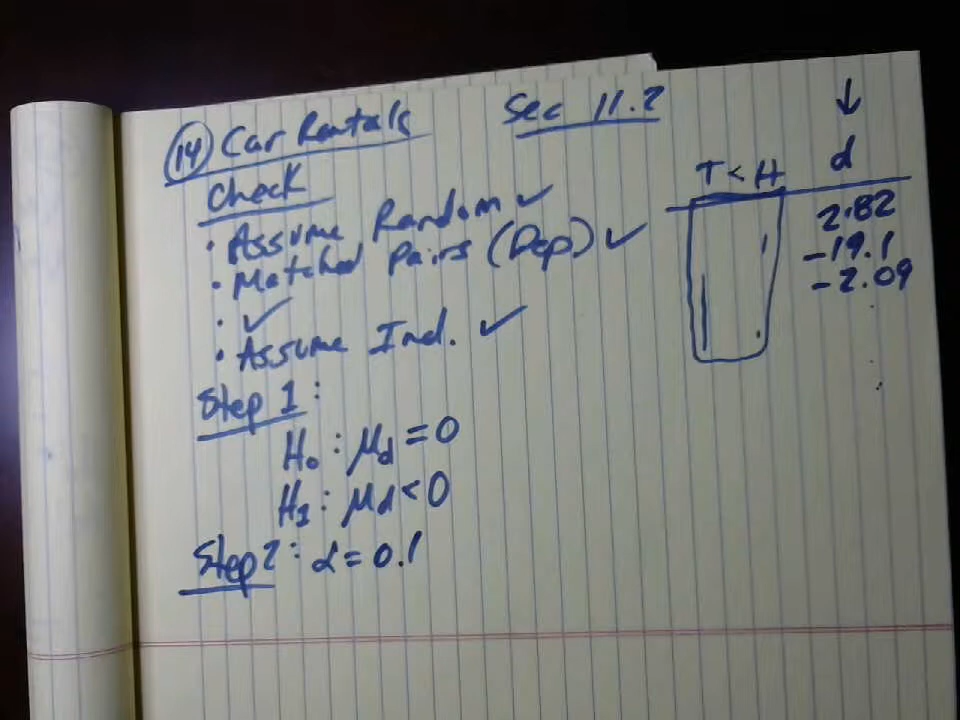 14 Car Rentals Sec 11.2
Check
• Assume Random ✓
• Matched Pairs (Dep) ✓
• ✓
• Assume Ind. ✓
Step 1:
H₀ : μd = 0
H₁ : μd < 0
Step 2 : α = 0.1
↓
T < H d
2.82
-19.1
-2.09